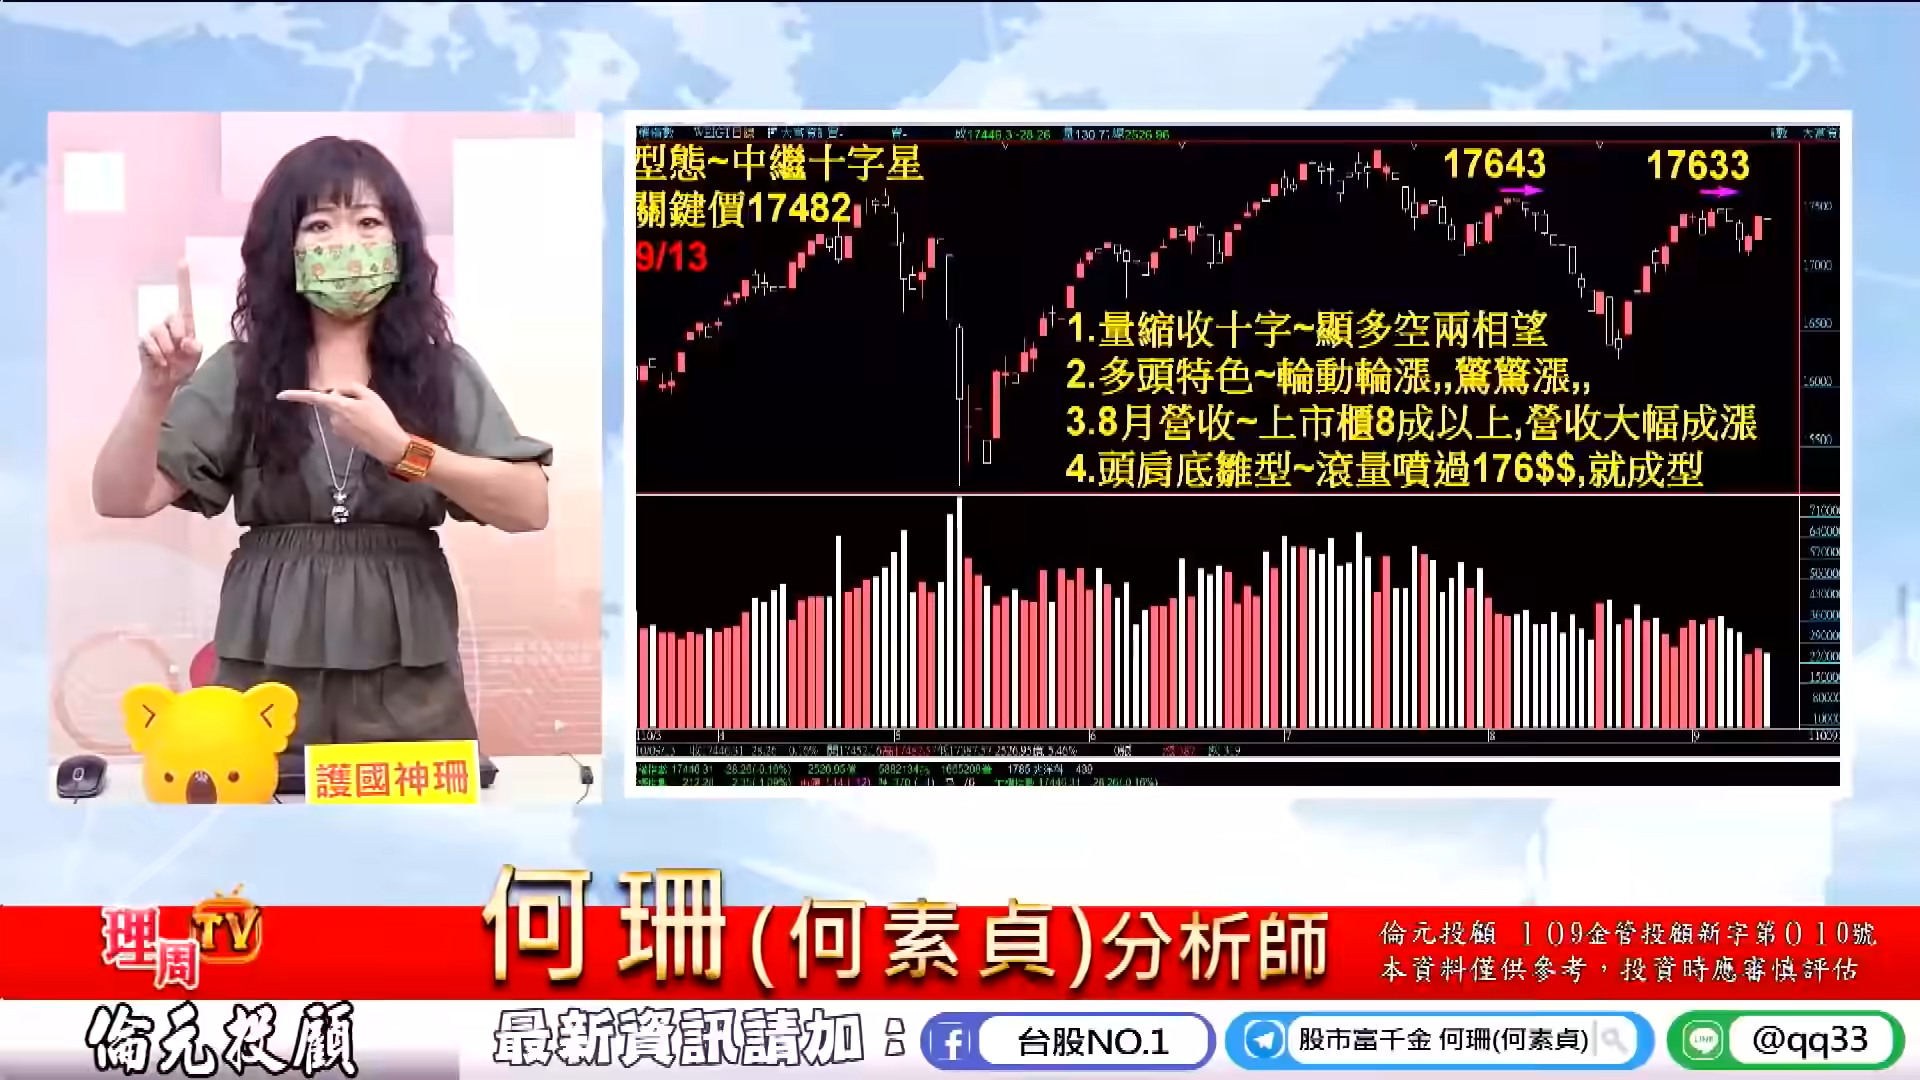 型態~中繼十字星
關鍵價17482
9/13
17643
17633
1.量縮收十字~顯多空兩相望
2.多頭特色~輪動輪漲,,驚驚漲,,
3.8月營收~上市櫃8成以上,營收大幅成漲
4.頭肩底雛型~滾量噴過176$$,就成型
17500
17000
16500
16000
護國神珊
理周TV
何珊(何素貞)分析師
倫元投顧 109金管投顧新字第010號
本資料僅供參考,投資時應審慎評估
倫元投顧
最新資訊請加:
台股NO.1
股市富千金 何珊(何素貞)
LINE
@qq33